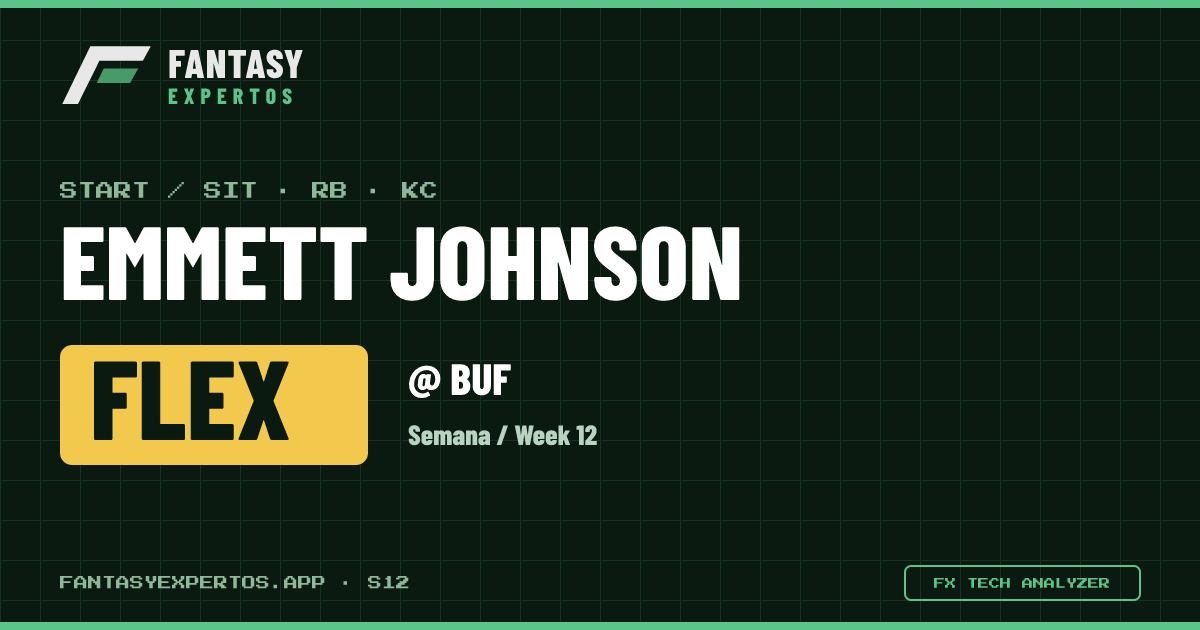 FANTASY
EXPERTOS
START / SIT · RB · KC
EMMETT JOHNSON
FLEX
@ BUF
Semana / Week 12
FANTASYEXPERTOS.APP · S12
FX TECH ANALYZER